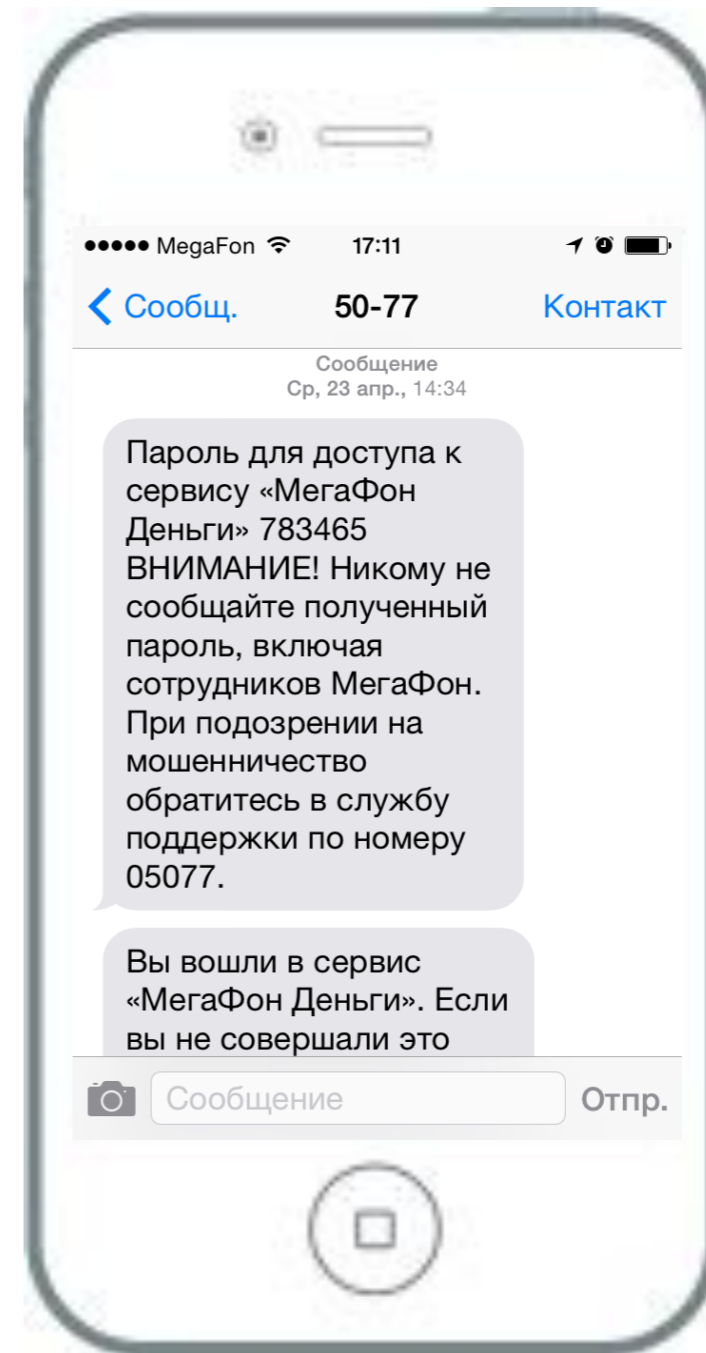 MegaFon 17:11
Сообщ. 50-77 Контакт
Сообщение
Ср, 23 апр., 14:34
Пароль для доступа к
сервису «МегаФон
Деньги» 783465
ВНИМАНИЕ! Никому не
сообщайте полученный
пароль, включая
сотрудников МегаФон.
При подозрении на
мошенничество
обратитесь в службу
поддержки по номеру
05077.
Вы вошли в сервис
«МегаФон Деньги». Если
вы не совершали это
Сообщение Отпр.